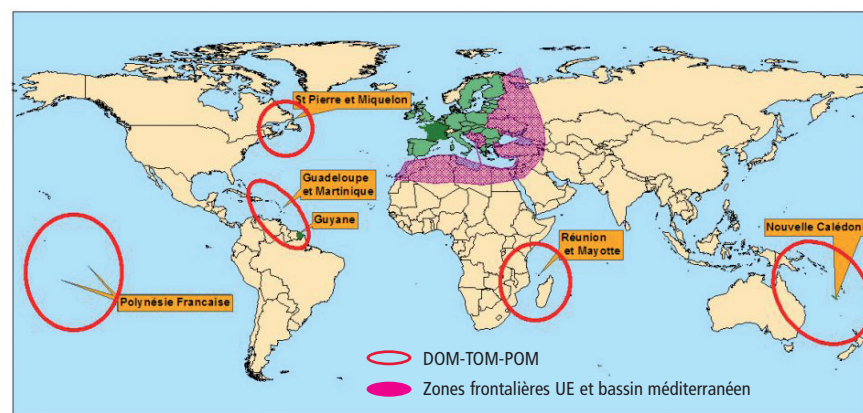 St Pierre et Miquelon
Guadeloupe
et Martinique
Guyane
Réunion
et Mayotte
Nouvelle Calédon
Polynésie Francaise
DOM-TOM-POM
Zones frontalières UE et bassin méditerranéen